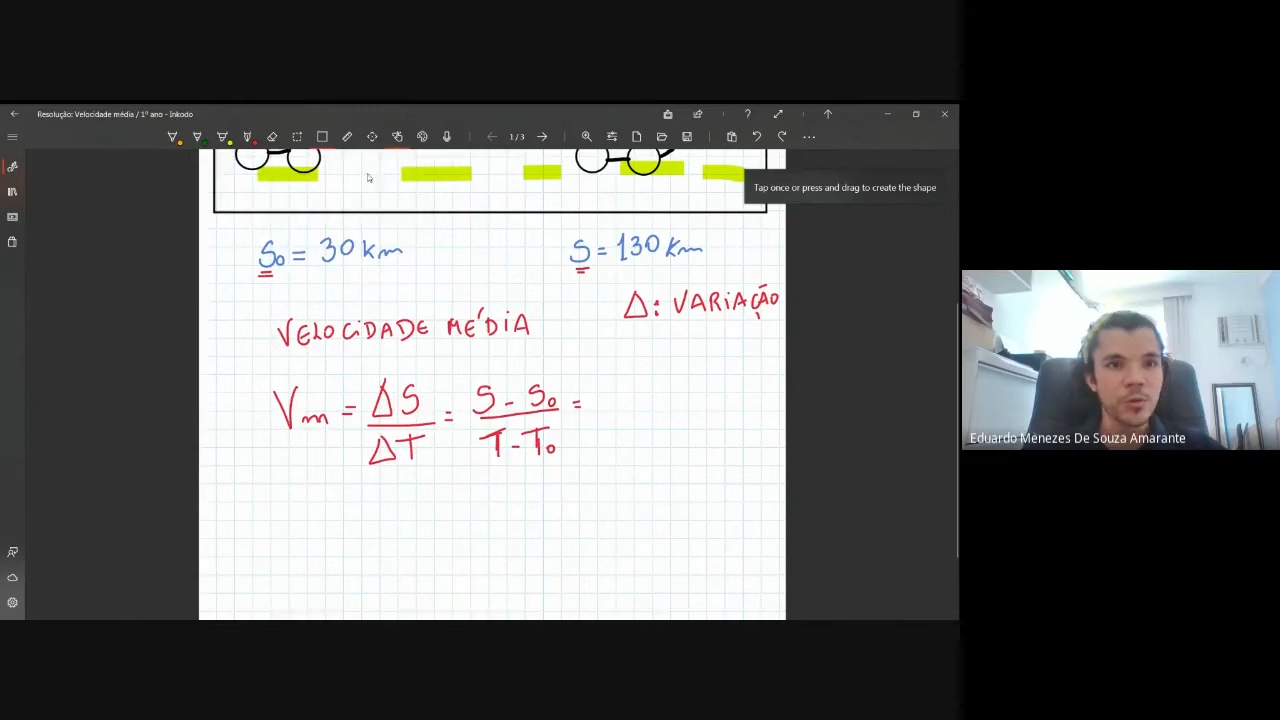 Resolução: Velocidade média / 1º ano - Inkodo
1/3
Tap once or press and drag to create the shape
S₀ = 30 km
S = 130 km
Δ: VARIAÇÃO
VELOCIDADE MÉDIA
Vm = ΔS/ΔT = S - S₀/T - T₀ =
Eduardo Menezes De Souza Amarante